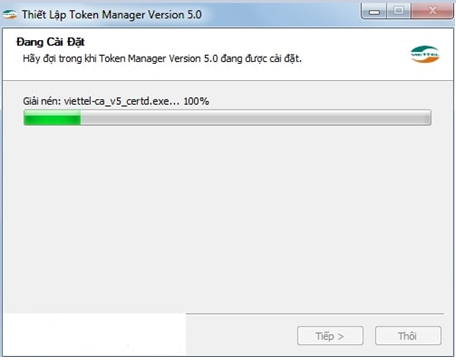 Thiết Lập Token Manager Version 5.0
Đang Cài Đặt
Hãy đợi trong khi Token Manager Version 5.0 đang được cài đặt.
VIETTEL
Giải nén: viettel-ca_v5_certd.exe... 100%
Tiếp >
Thôi